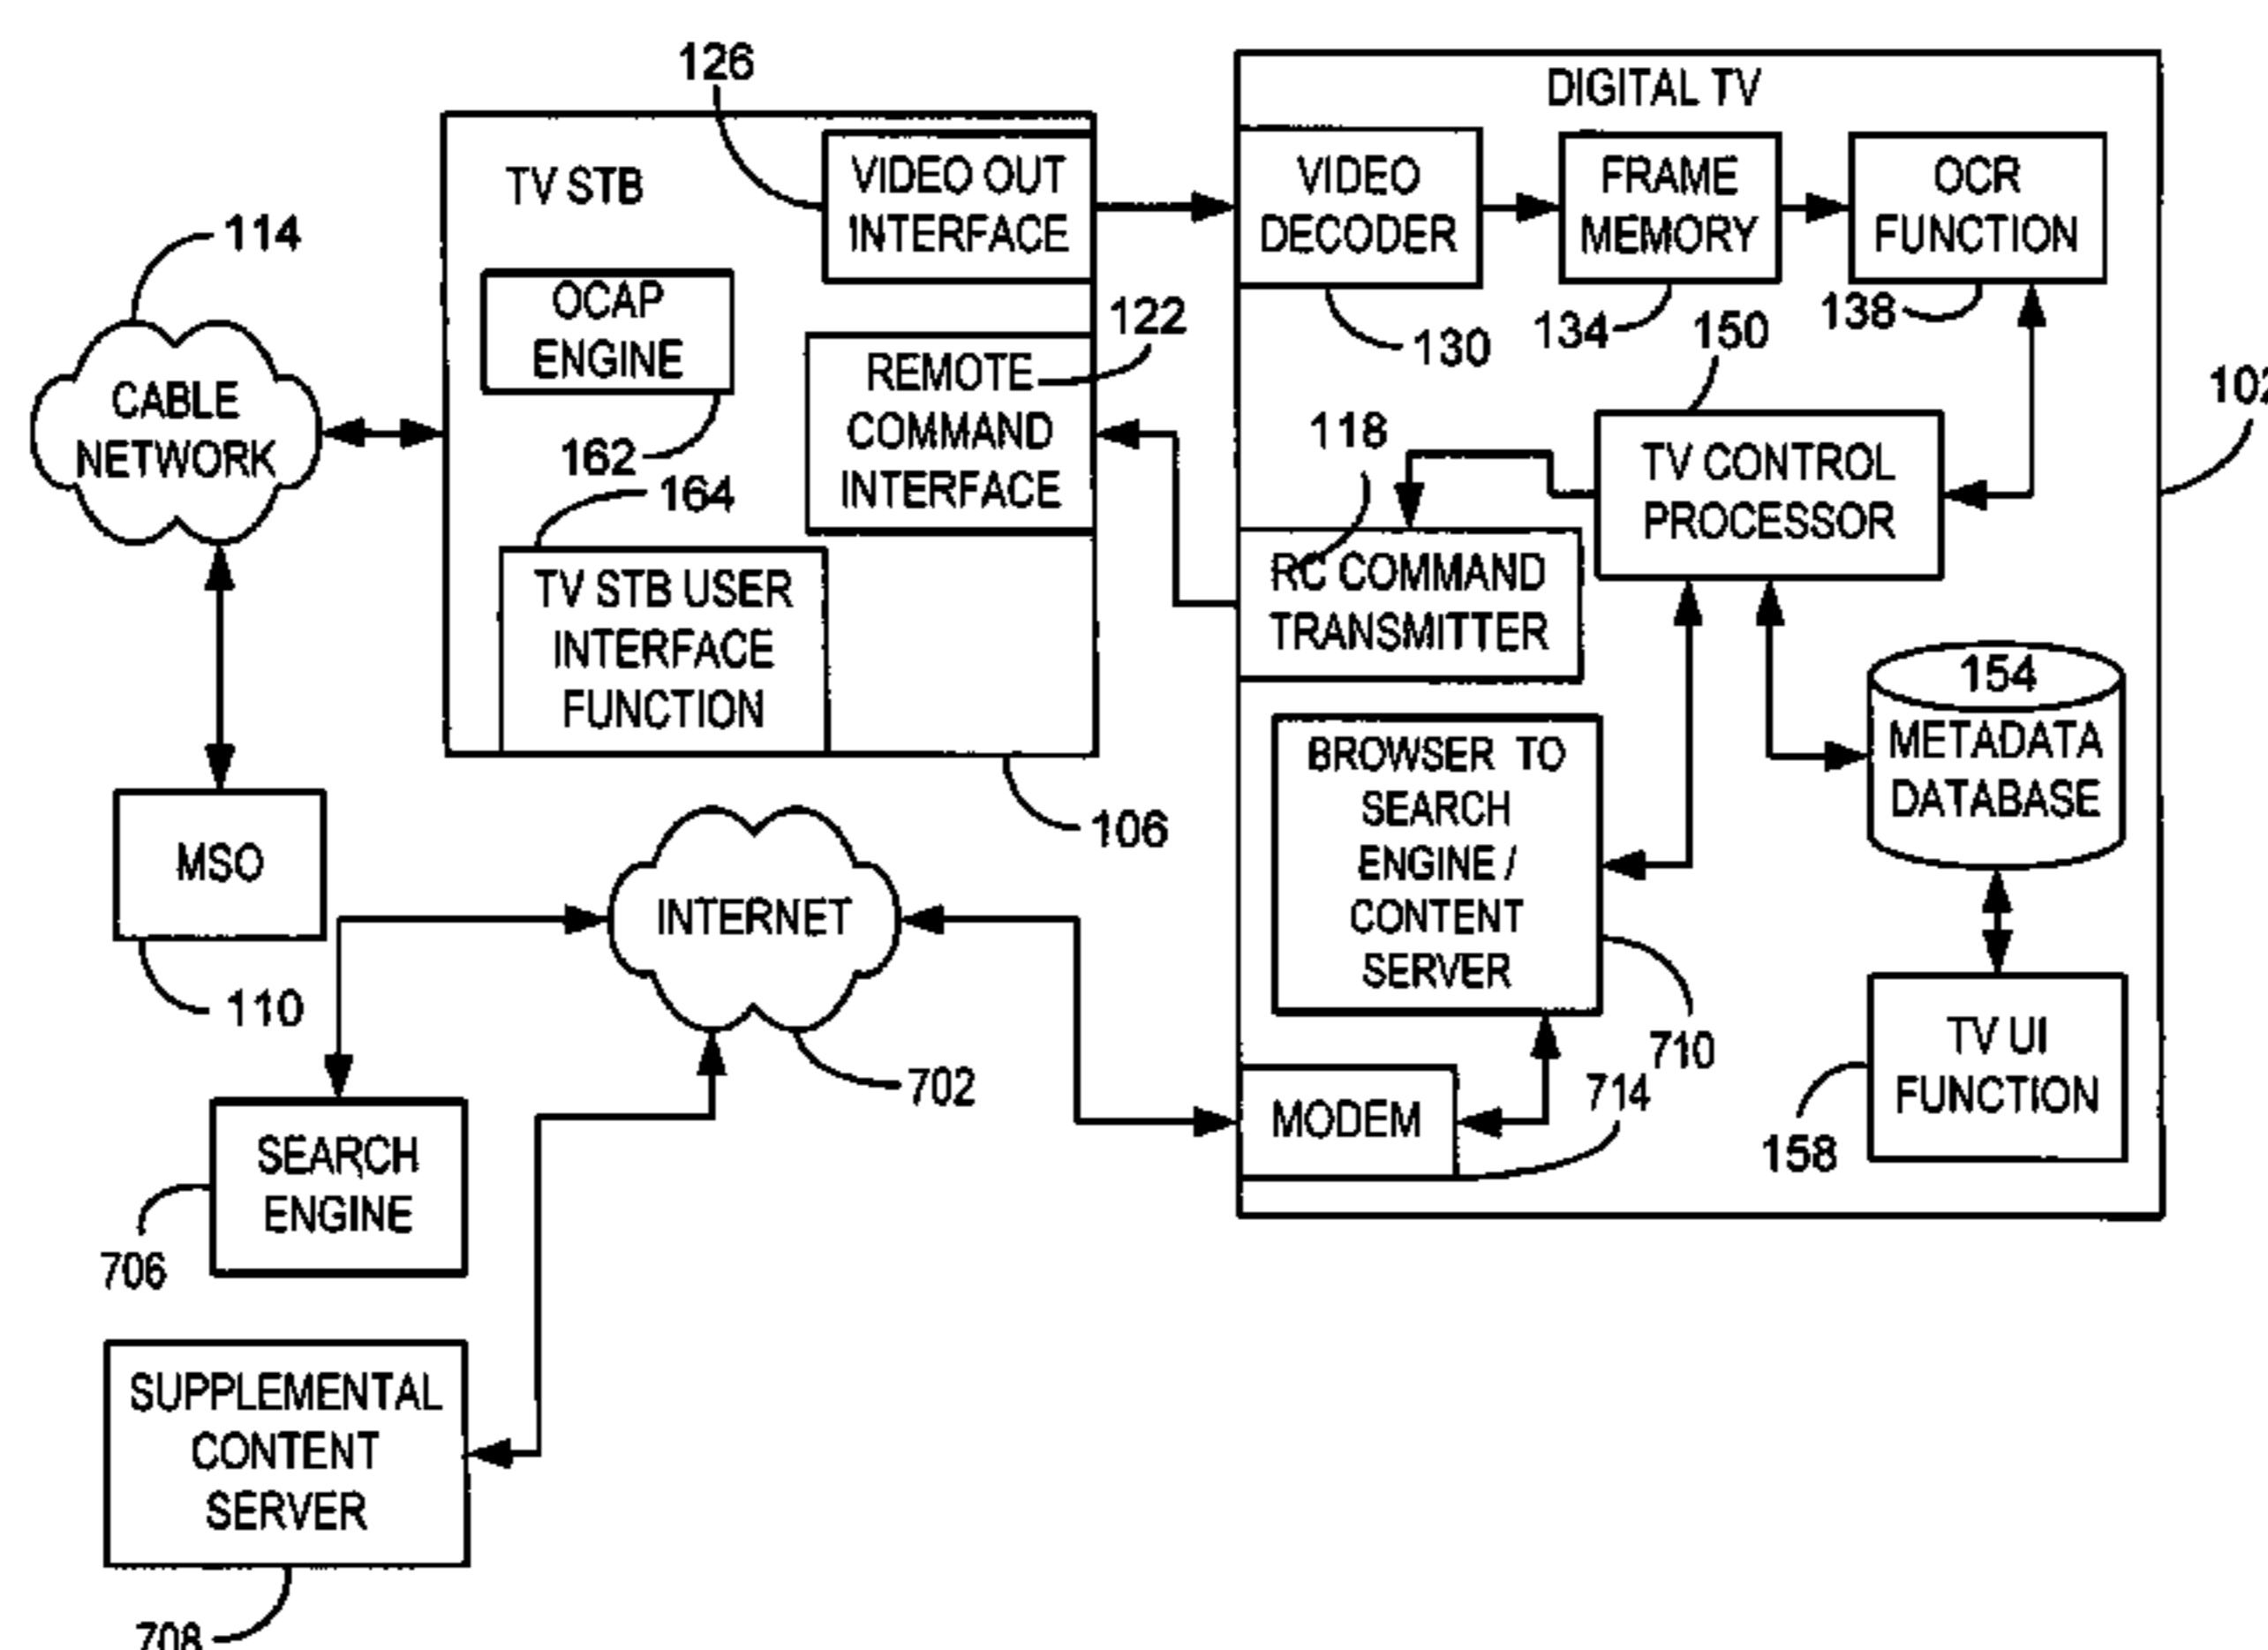 126
DIGITAL TV
TV STB
VIDEO OUT
INTERFACE
VIDEO
DECODER
FRAME
MEMORY
OCR
FUNCTION
114
OCAP
ENGINE
122
130
134
150
138
102
CABLE
NETWORK
REMOTE
COMMAND
INTERFACE
162
164
118
TV CONTROL
PROCESSOR
TV STB USER
INTERFACE
FUNCTION
RC COMMAND
TRANSMITTER
154
METADATA
DATABASE
MSO
106
110
INTERNET
702
BROWSER TO
SEARCH
ENGINE /
CONTENT
SERVER
710
714
MODEM
TV UI
FUNCTION
158
SEARCH
ENGINE
706
SUPPLEMENTAL
CONTENT
SERVER
708